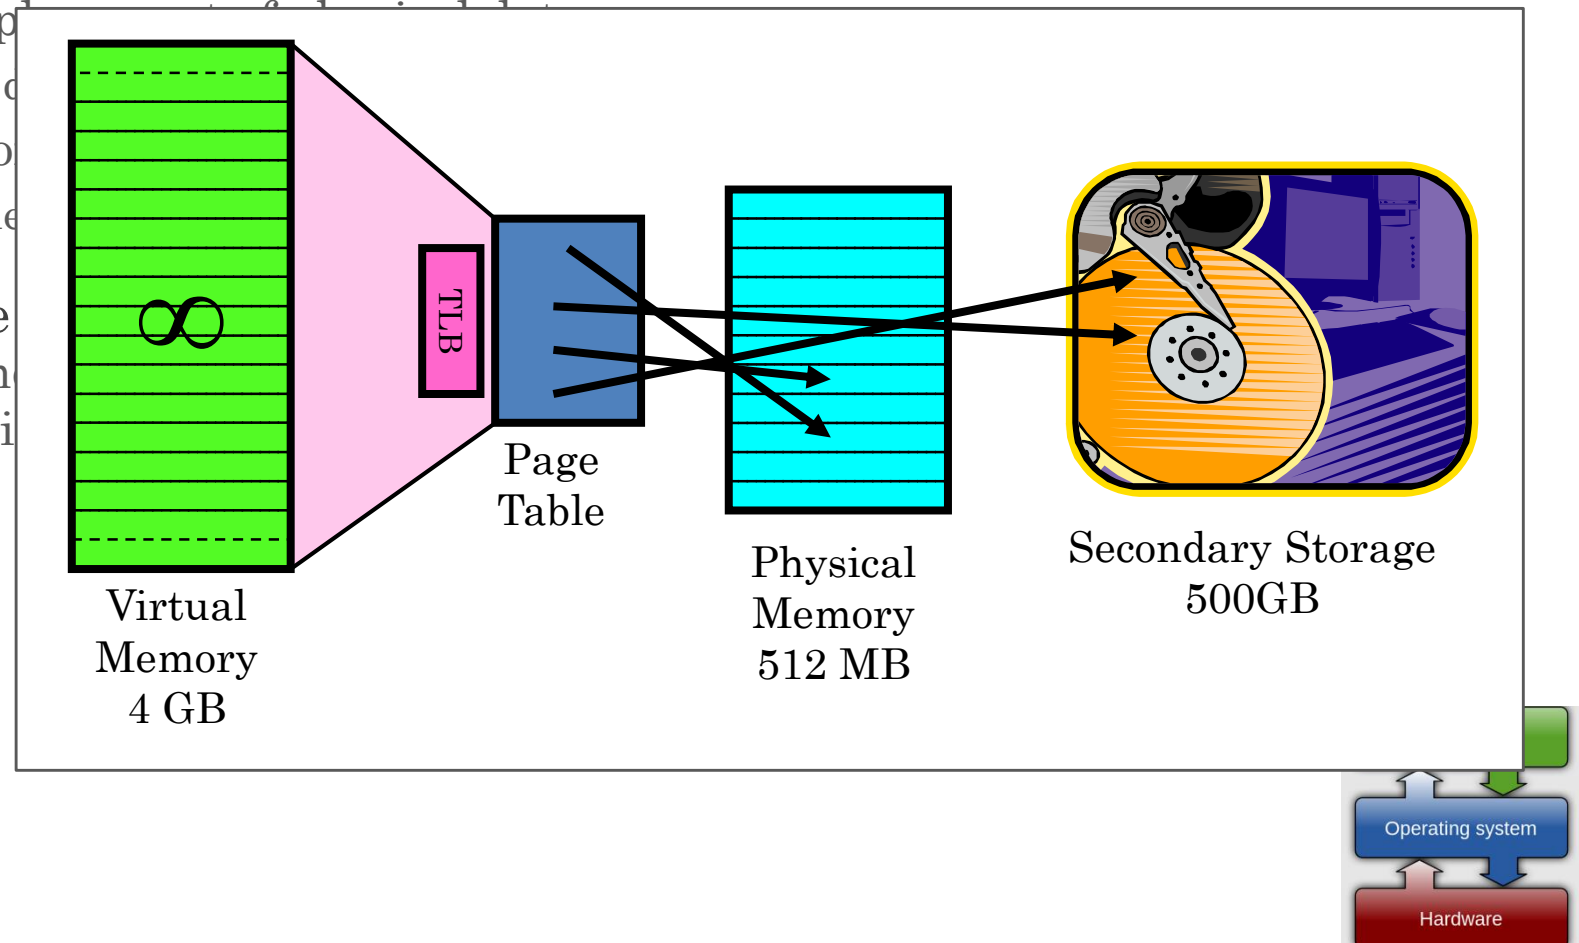 ∞
TLB
Page
Table
Virtual
Memory
4 GB
Physical
Memory
512 MB
Secondary Storage
500GB
Operating system
Hardware